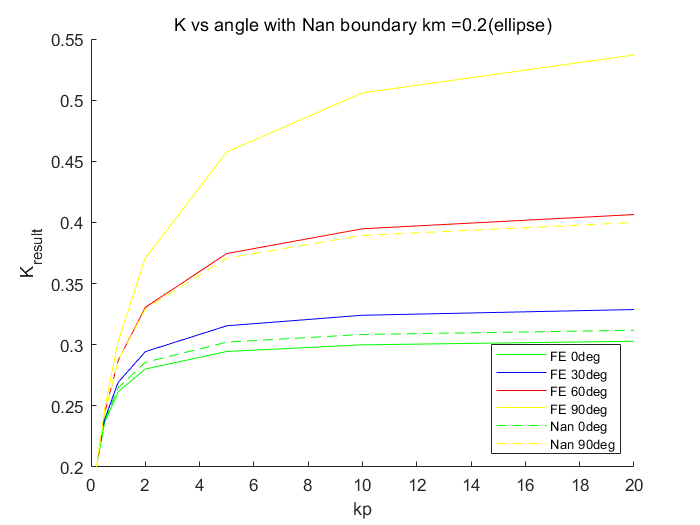 K vs angle with Nan boundary km =0.2(ellipse)
0.55
0.5
0.45
0.4
0.35
0.3
0.25
0.2
K_result
FE 0deg
FE 30deg
FE 60deg
FE 90deg
Nan 0deg
Nan 90deg
0 2 4 6 8 10 12 14 16 18 20
kp